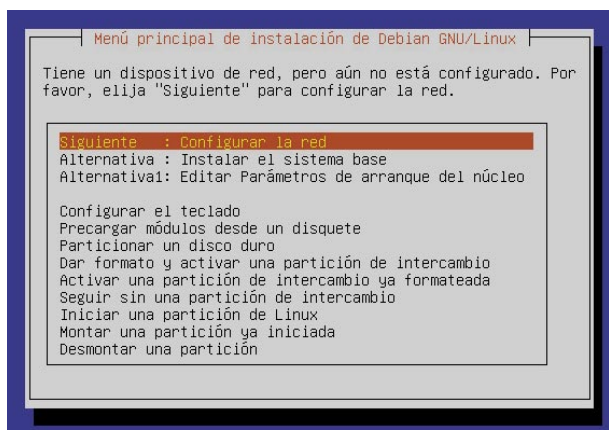 Menú principal de instalación de Debian GNU/Linux
Tiene un dispositivo de red, pero aún no está configurado. Por
favor, elija "Siguiente" para configurar la red.
Siguiente : Configurar la red
Alternativa : Instalar el sistema base
Alternativa1: Editar Parámetros de arranque del núcleo
Configurar el teclado
Precargar módulos desde un disquete
Particionar un disco duro
Dar formato y activar una partición de intercambio
Activar una partición de intercambio ya formateada
Seguir sin una partición de intercambio
Iniciar una partición de Linux
Montar una partición ya iniciada
Desmontar una partición